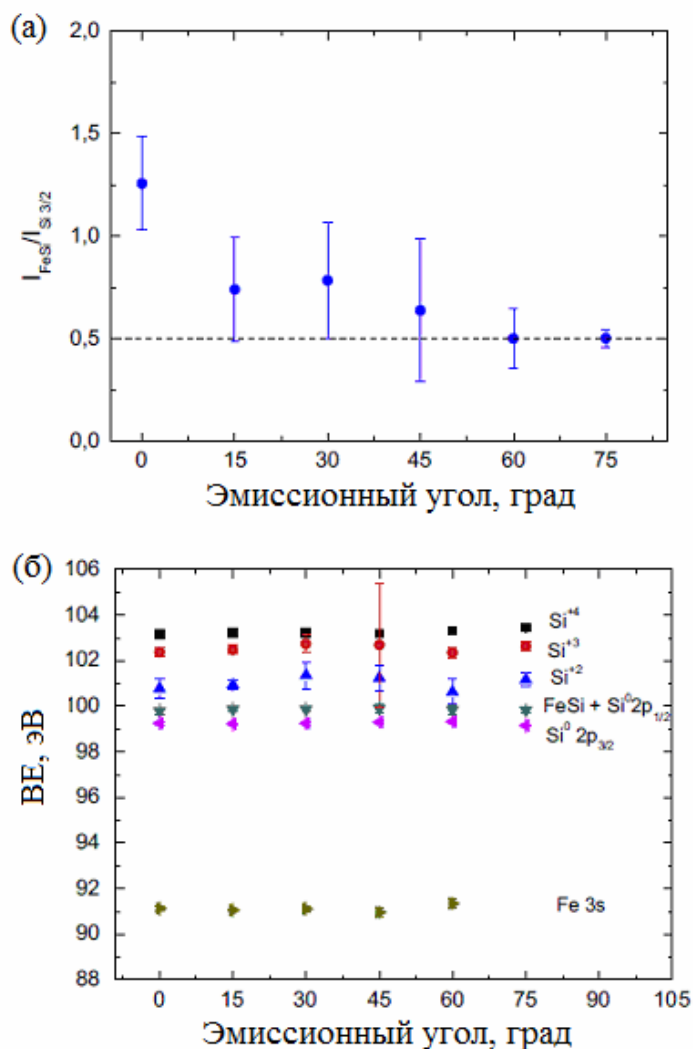 (а)
2,0
1,5
1,0
0,5
0,0
I_FeSi/I_Si 3/2
0 15 30 45 60 75
Эмиссионный угол, град
(б)
106
104
102
100
98
96
94
92
90
88
BE, эВ
Si+4
Si+3
Si+2
FeSi + Si0 2p1/2
Si0 2p3/2
Fe 3s
0 15 30 45 60 75 90 105
Эмиссионный угол, град